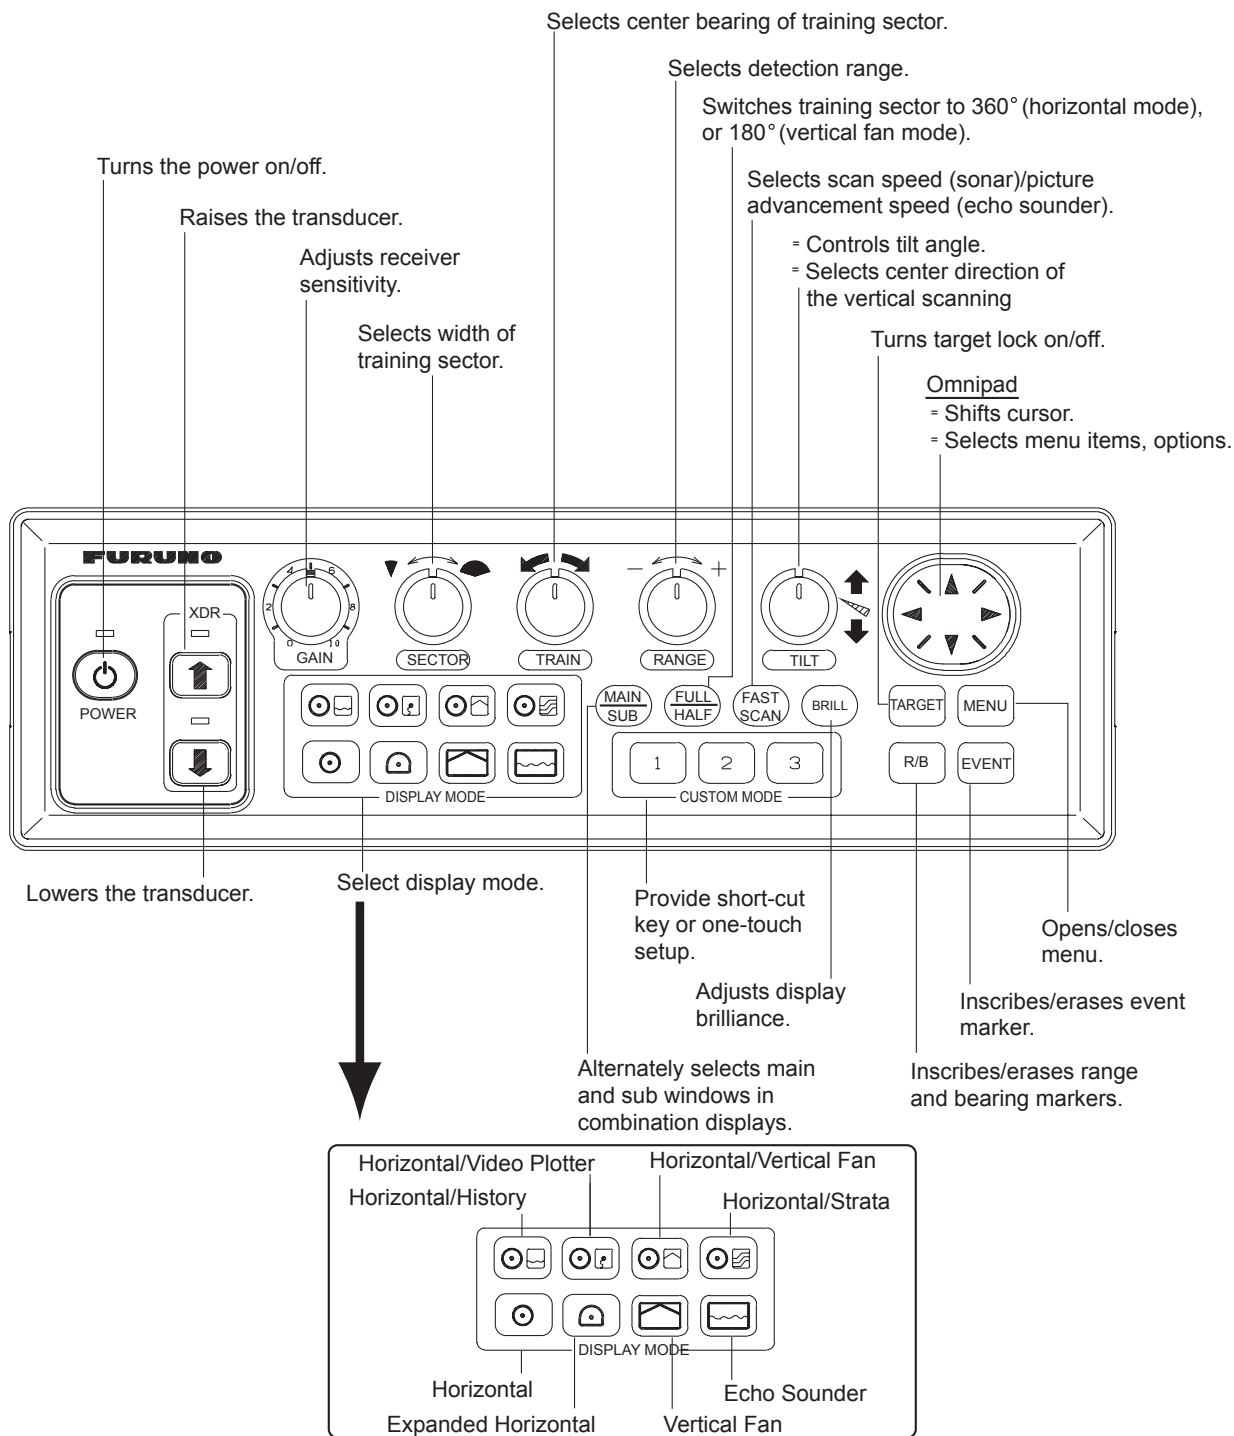 Selects center bearing of training sector.
Selects detection range.
Switches training sector to 360° (horizontal mode),
or 180° (vertical fan mode).
Turns the power on/off.
Selects scan speed (sonar)/picture
advancement speed (echo sounder).
Raises the transducer.
= Controls tilt angle.
= Selects center direction of
the vertical scanning
Adjusts receiver
sensitivity.
Selects width of
training sector.
Turns target lock on/off.
Omnipad
= Shifts cursor.
= Selects menu items, options.
FURUNO
XDR
POWER
0 2 4 6 8 10
GAIN
SECTOR
TRAIN
− +
RANGE
TILT
MAIN
SUB
FULL
HALF
FAST
SCAN
BRILL
TARGET
MENU
R/B
EVENT
1 2 3
DISPLAY MODE
CUSTOM MODE
Lowers the transducer.
Select display mode.
Provide short-cut
key or one-touch
setup.
Opens/closes
menu.
Adjusts display
brilliance.
Inscribes/erases event
marker.
Alternately selects main
and sub windows in
combination displays.
Inscribes/erases range
and bearing markers.
Horizontal/Video Plotter
Horizontal/Vertical Fan
Horizontal/History
Horizontal/Strata
DISPLAY MODE
Horizontal
Echo Sounder
Expanded Horizontal
Vertical Fan